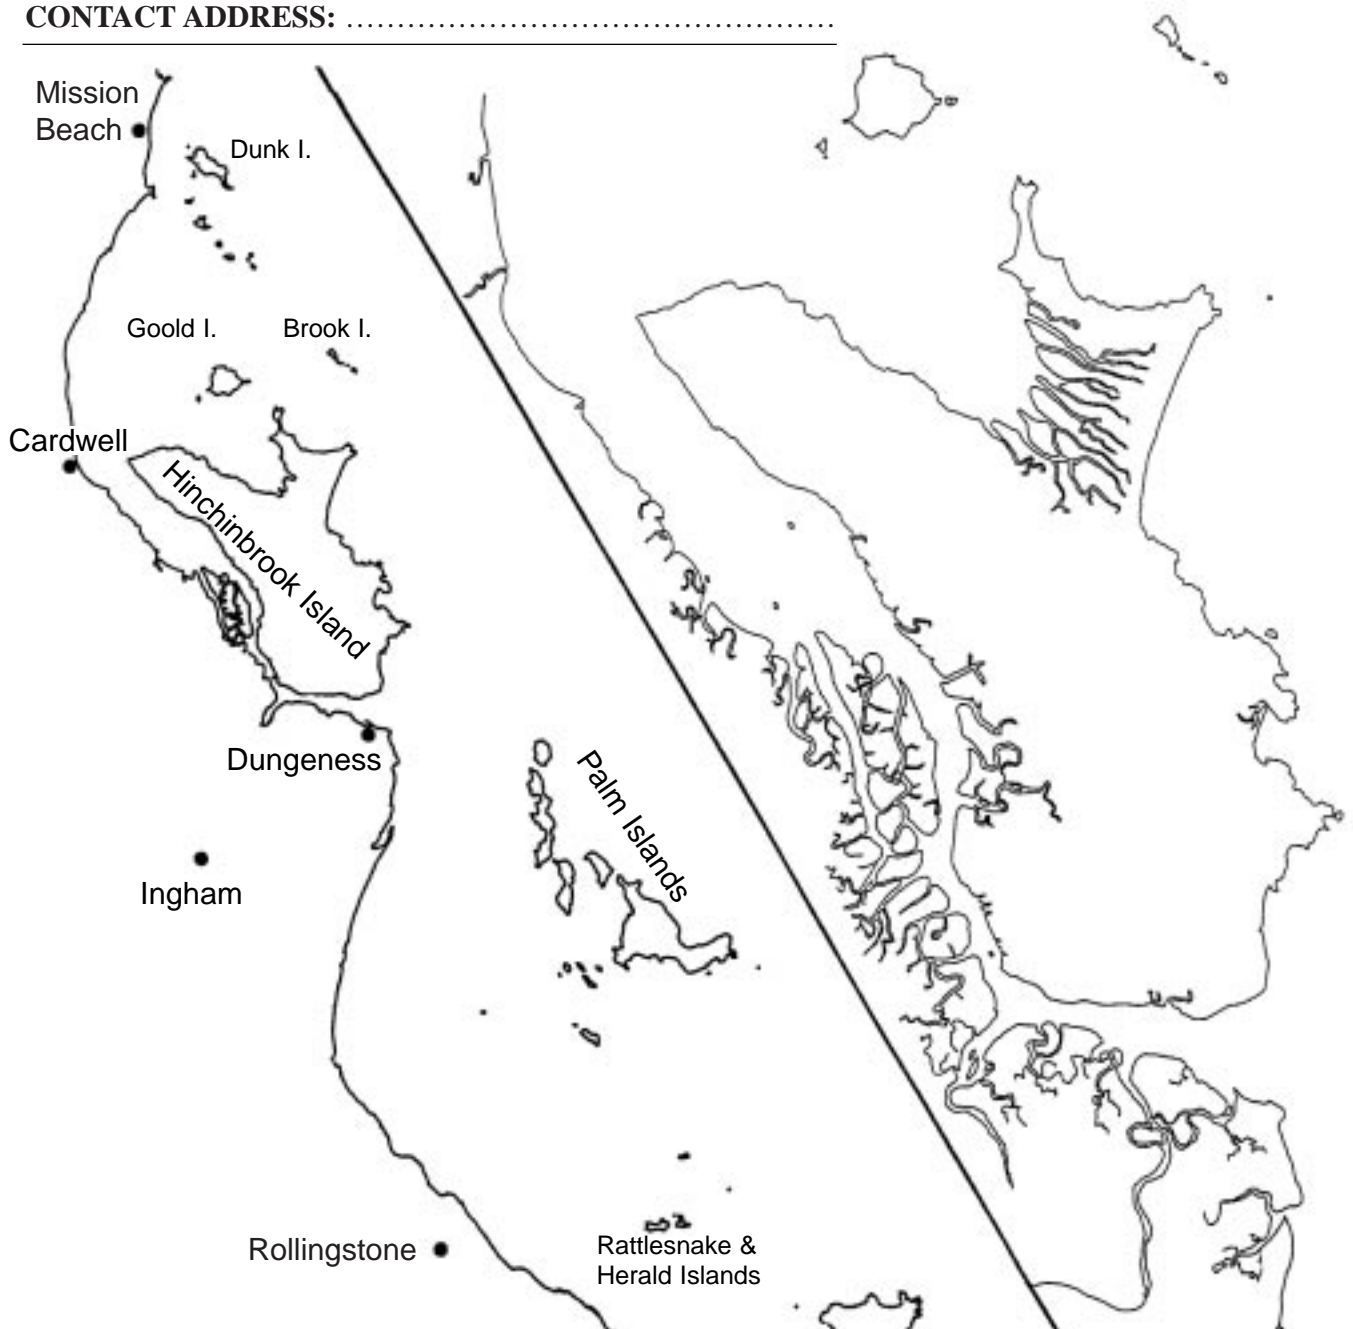 CONTACT ADDRESS: ................................................
Mission
Beach
Dunk I.
Goold I.
Brook I.
Cardwell
Hinchinbrook Island
Dungeness
Palm Islands
Ingham
Rollingstone
Rattlesnake &
Herald Islands